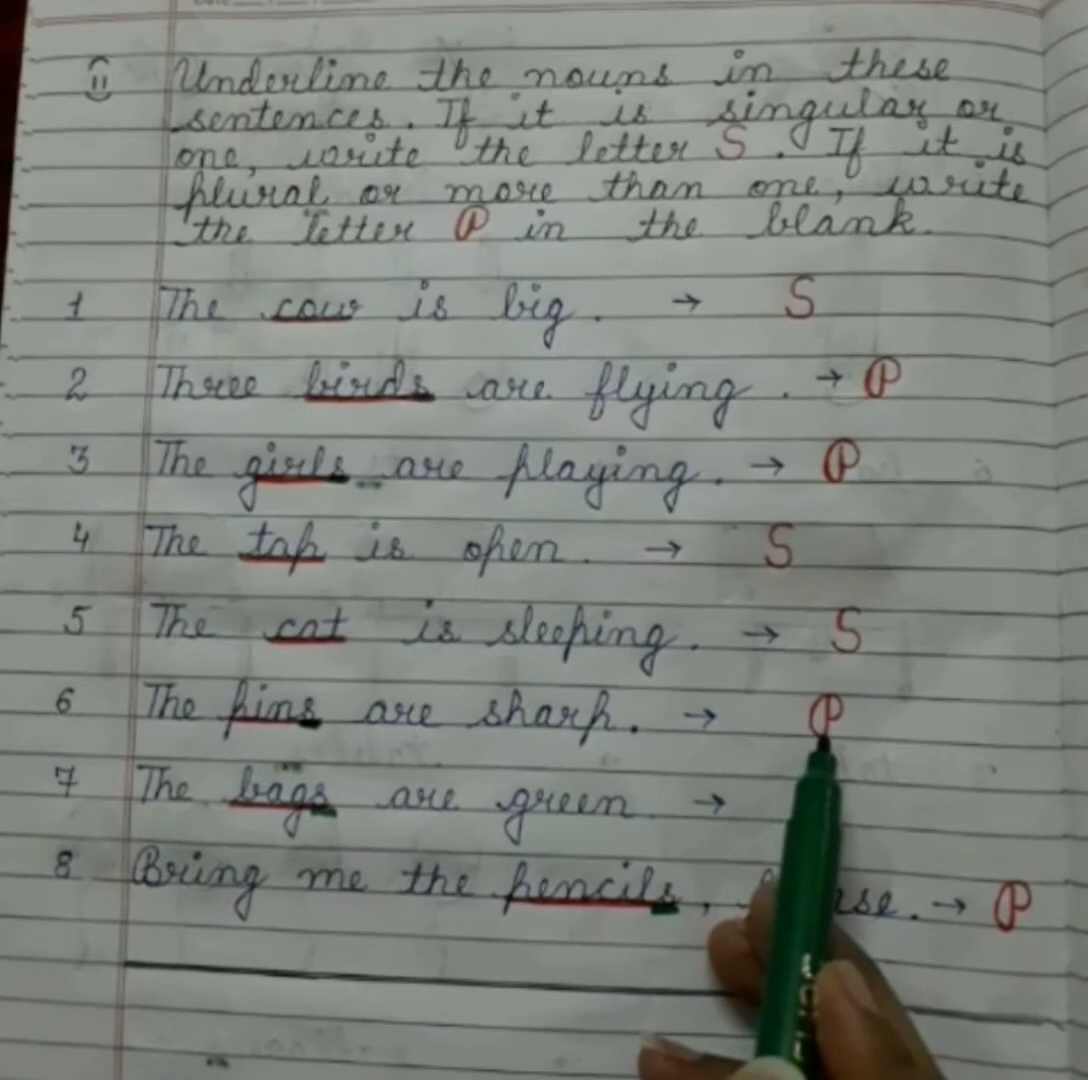 ii) Underline the nouns in these
sentences. If it is singular or
one, write the letter S. If it is
plural or more than one, write
the letter P in the blank.
1 The cow is big. → S
2 Three birds are flying. → P
3 The girls are playing. → P
4 The tap is open. → S
5 The cat is sleeping. → S
6 The pins are sharp. → P
7 The bags are green →
8 Bring me the pencils, → P